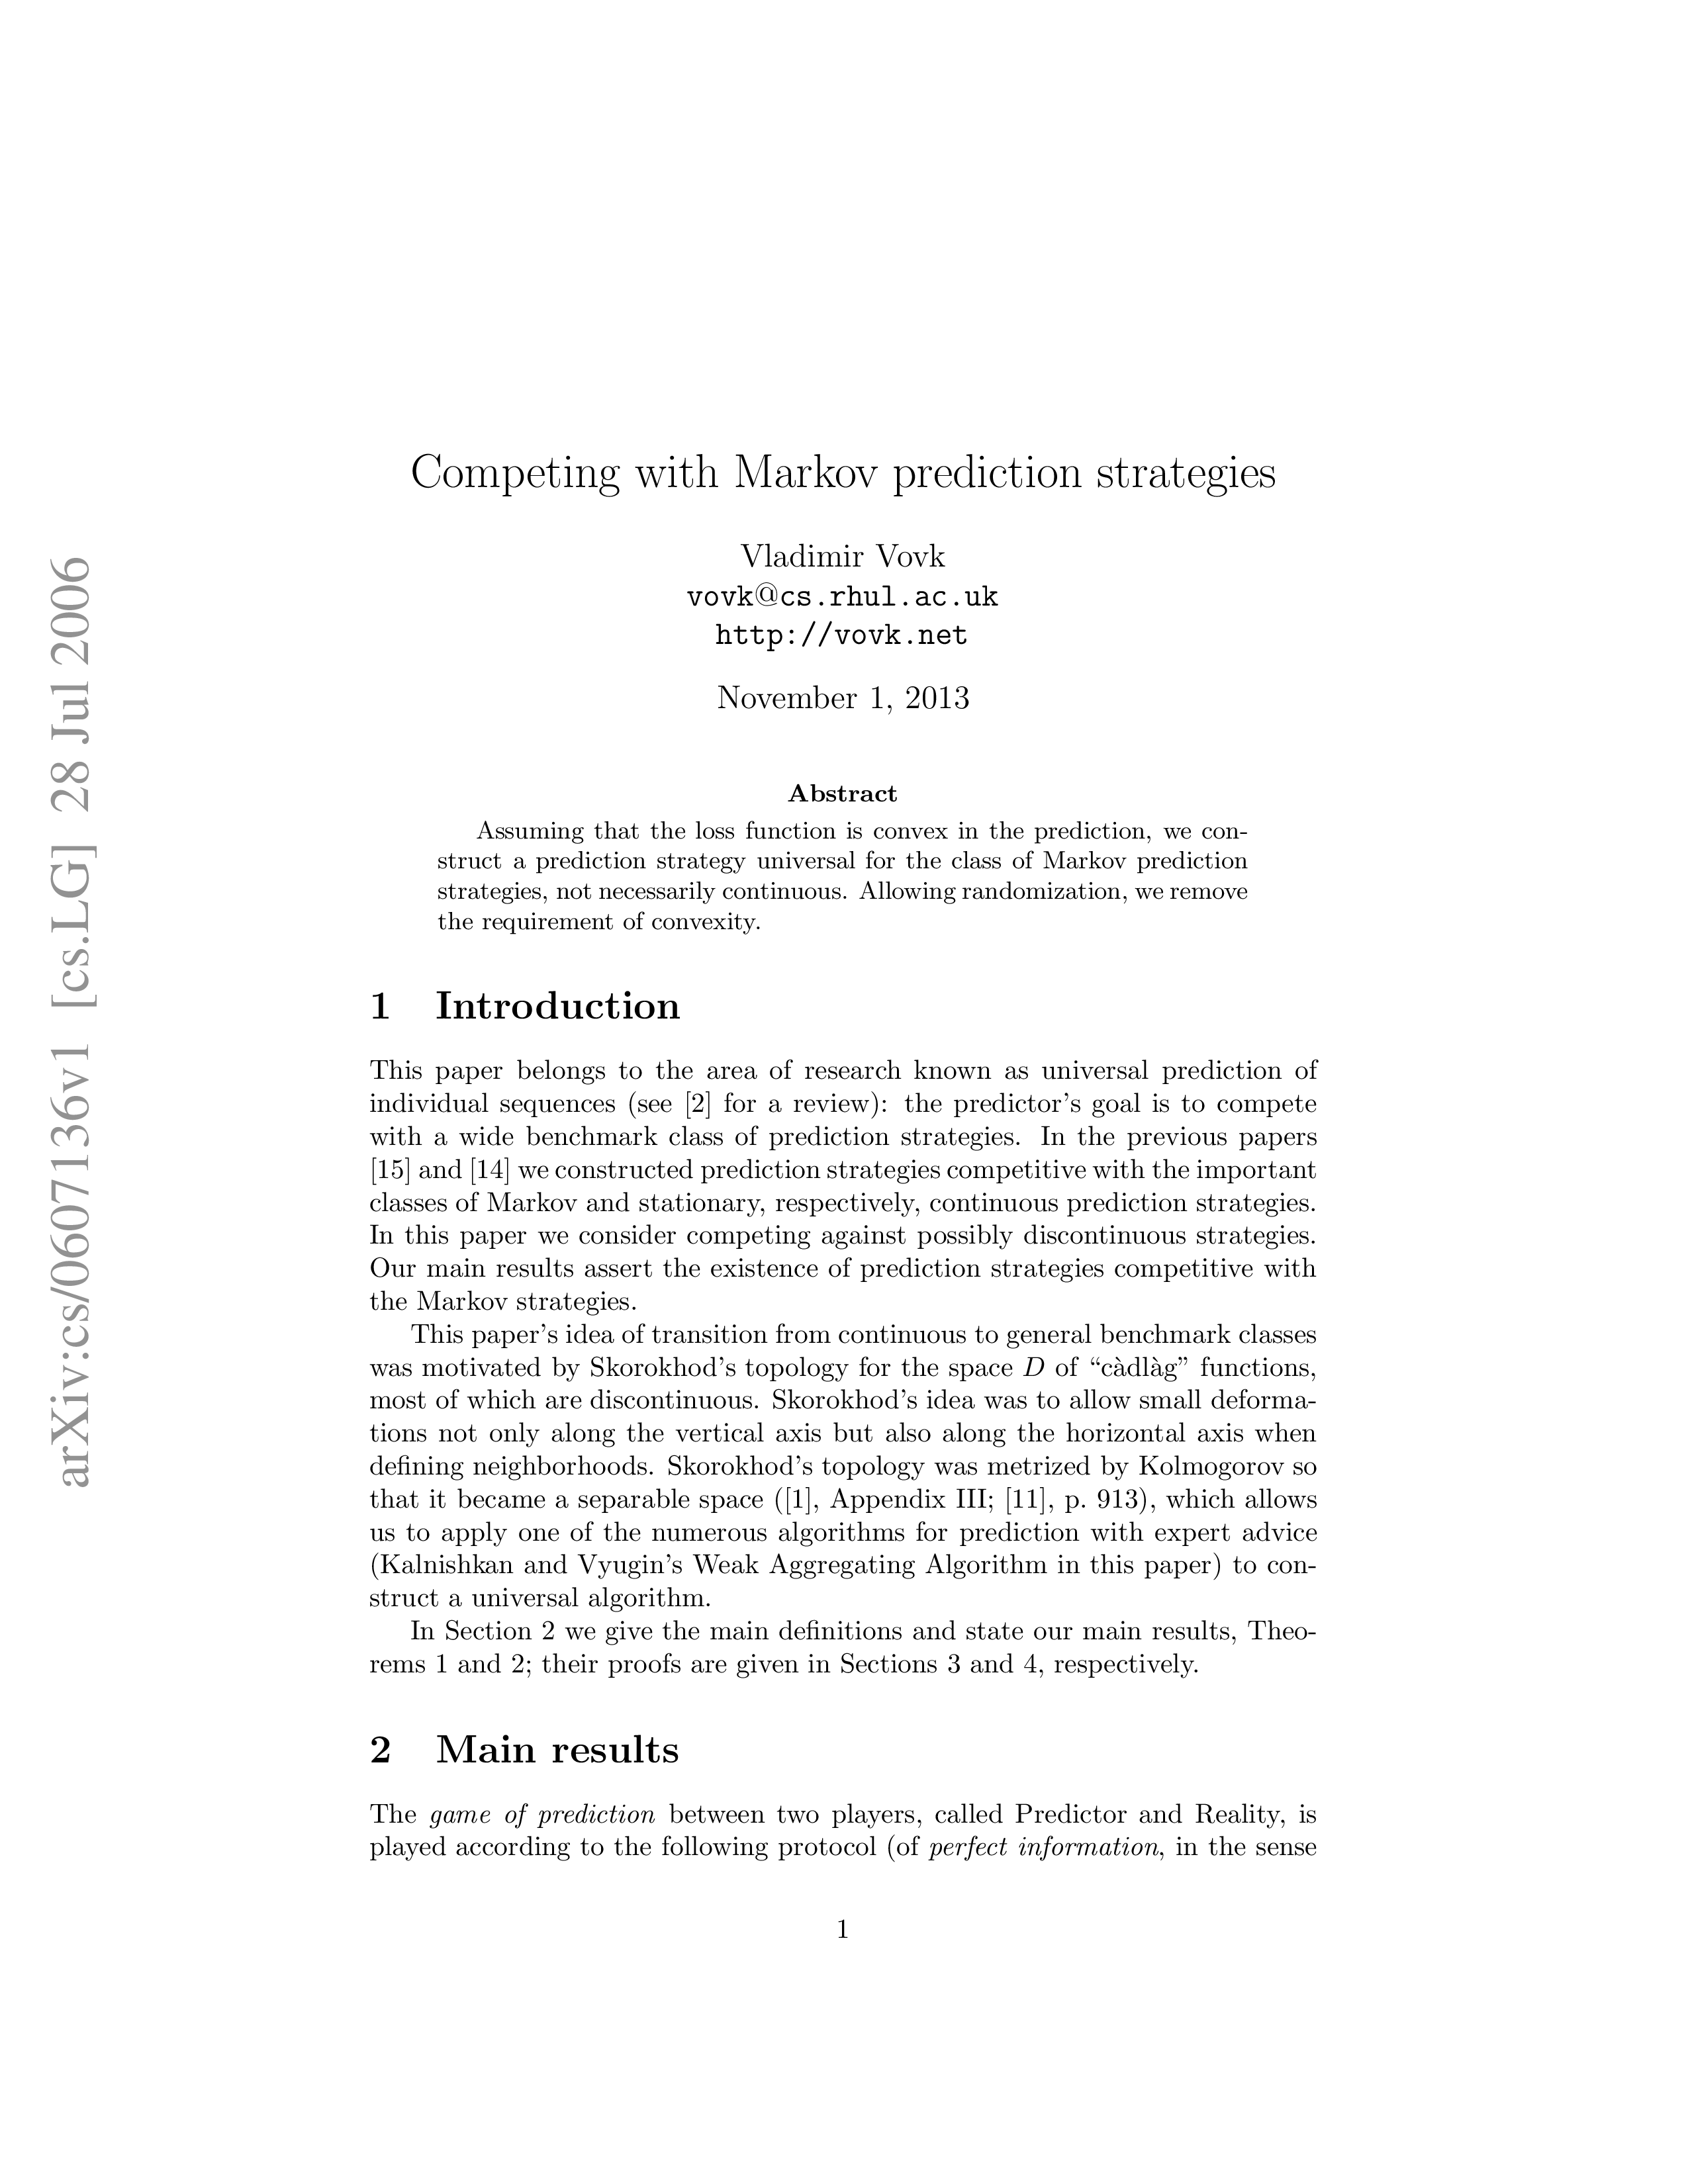 Competing with Markov prediction strategies
Vladimir Vovk
vovk@cs.rhul.ac.uk
http://vovk.net
November 1, 2013
Abstract
Assuming that the loss function is convex in the prediction, we con-
struct a prediction strategy universal for the class of Markov prediction
strategies, not necessarily continuous. Allowing randomization, we remove
the requirement of convexity.
1 Introduction
This paper belongs to the area of research known as universal prediction of
individual sequences (see [2] for a review): the predictor's goal is to compete
with a wide benchmark class of prediction strategies. In the previous papers
[15] and [14] we constructed prediction strategies competitive with the important
classes of Markov and stationary, respectively, continuous prediction strategies.
In this paper we consider competing against possibly discontinuous strategies.
Our main results assert the existence of prediction strategies competitive with
the Markov strategies.
This paper's idea of transition from continuous to general benchmark classes
was motivated by Skorokhod's topology for the space D of “càdlàg” functions,
most of which are discontinuous. Skorokhod's idea was to allow small deforma-
tions not only along the vertical axis but also along the horizontal axis when
defining neighborhoods. Skorokhod's topology was metrized by Kolmogorov so
that it became a separable space ([1], Appendix III; [11], p. 913), which allows
us to apply one of the numerous algorithms for prediction with expert advice
(Kalnishkan and Vyugin's Weak Aggregating Algorithm in this paper) to con-
struct a universal algorithm.
In Section 2 we give the main definitions and state our main results, Theo-
rems 1 and 2; their proofs are given in Sections 3 and 4, respectively.
2 Main results
The game of prediction between two players, called Predictor and Reality, is
played according to the following protocol (of perfect information, in the sense
1
arXiv:cs/0607136v1 [cs.LG] 28 Jul 2006